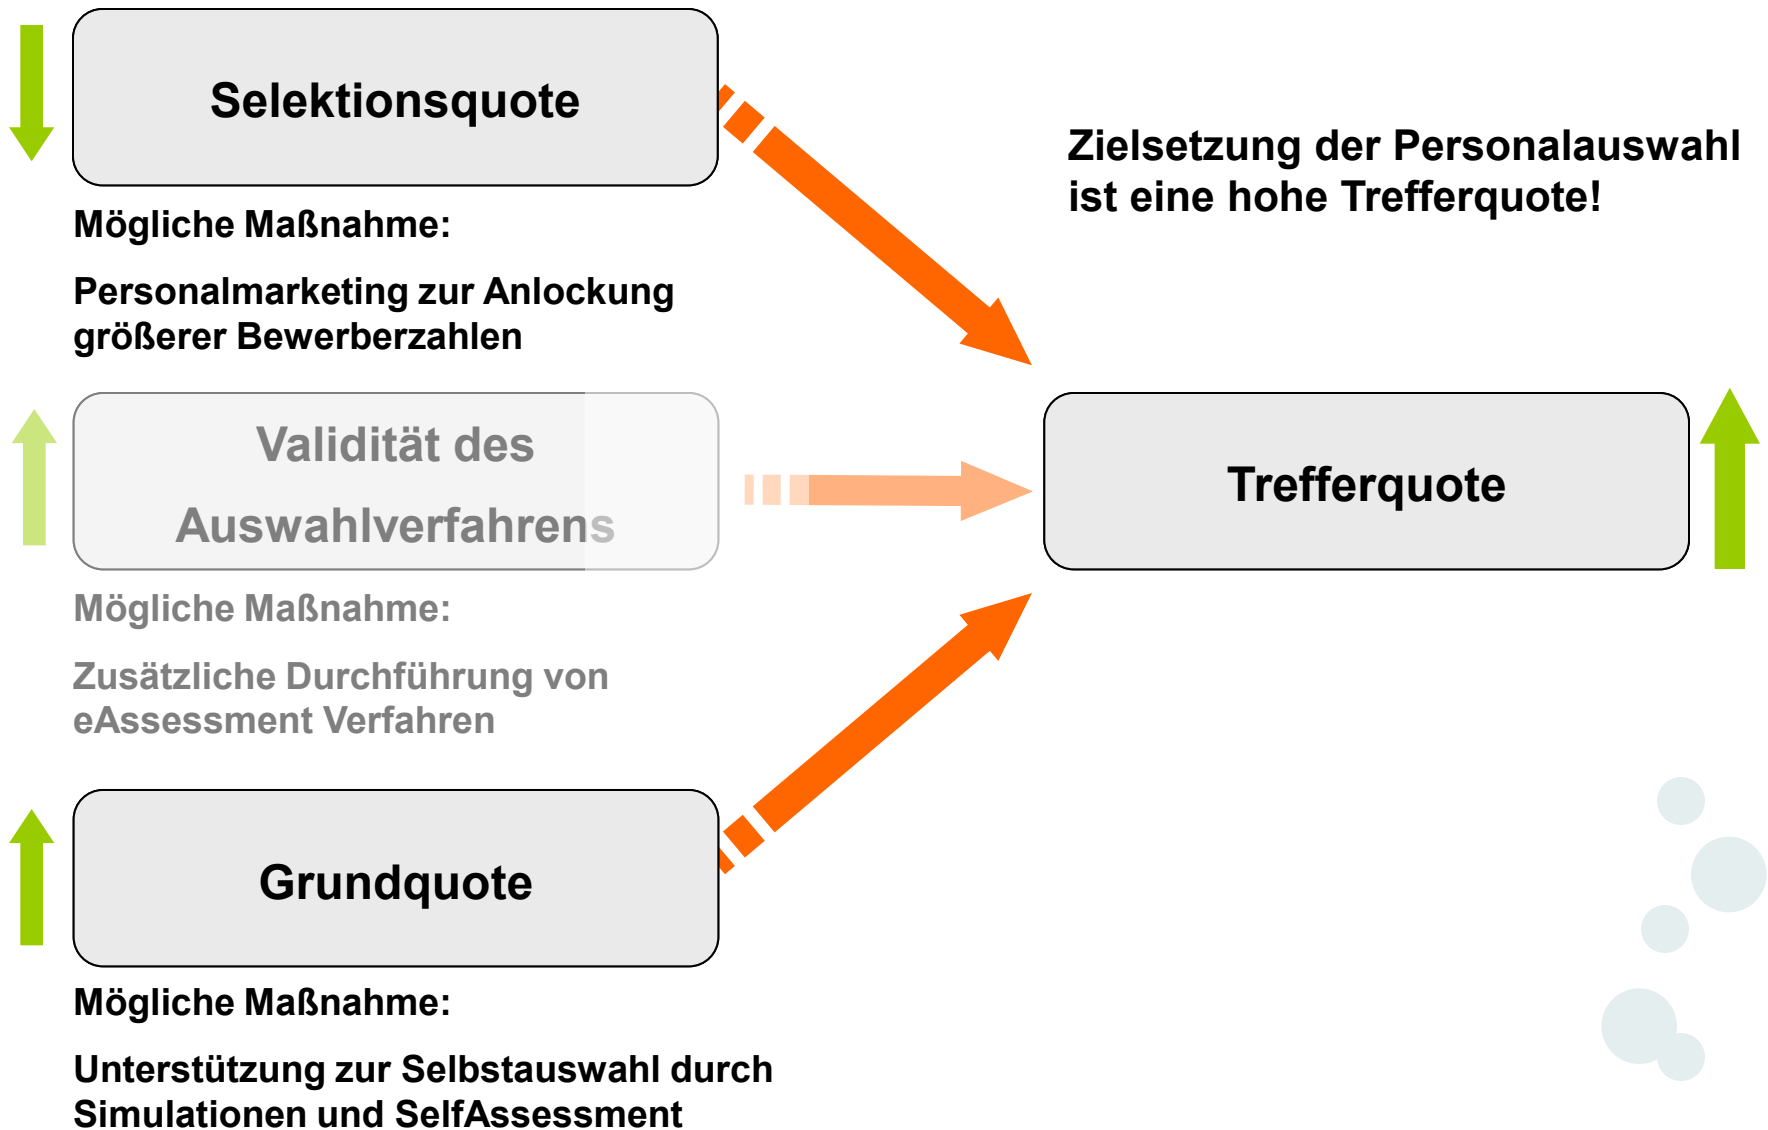 Selektionsquote
Mögliche Maßnahme:
Personalmarketing zur Anlockung
größerer Bewerberzahlen
Validität des
Auswahlverfahrens
Mögliche Maßnahme:
Zusätzliche Durchführung von
eAssessment Verfahren
Grundquote
Mögliche Maßnahme:
Unterstützung zur Selbstauswahl durch
Simulationen und SelfAssessment
Zielsetzung der Personalauswahl
ist eine hohe Trefferquote!
Trefferquote